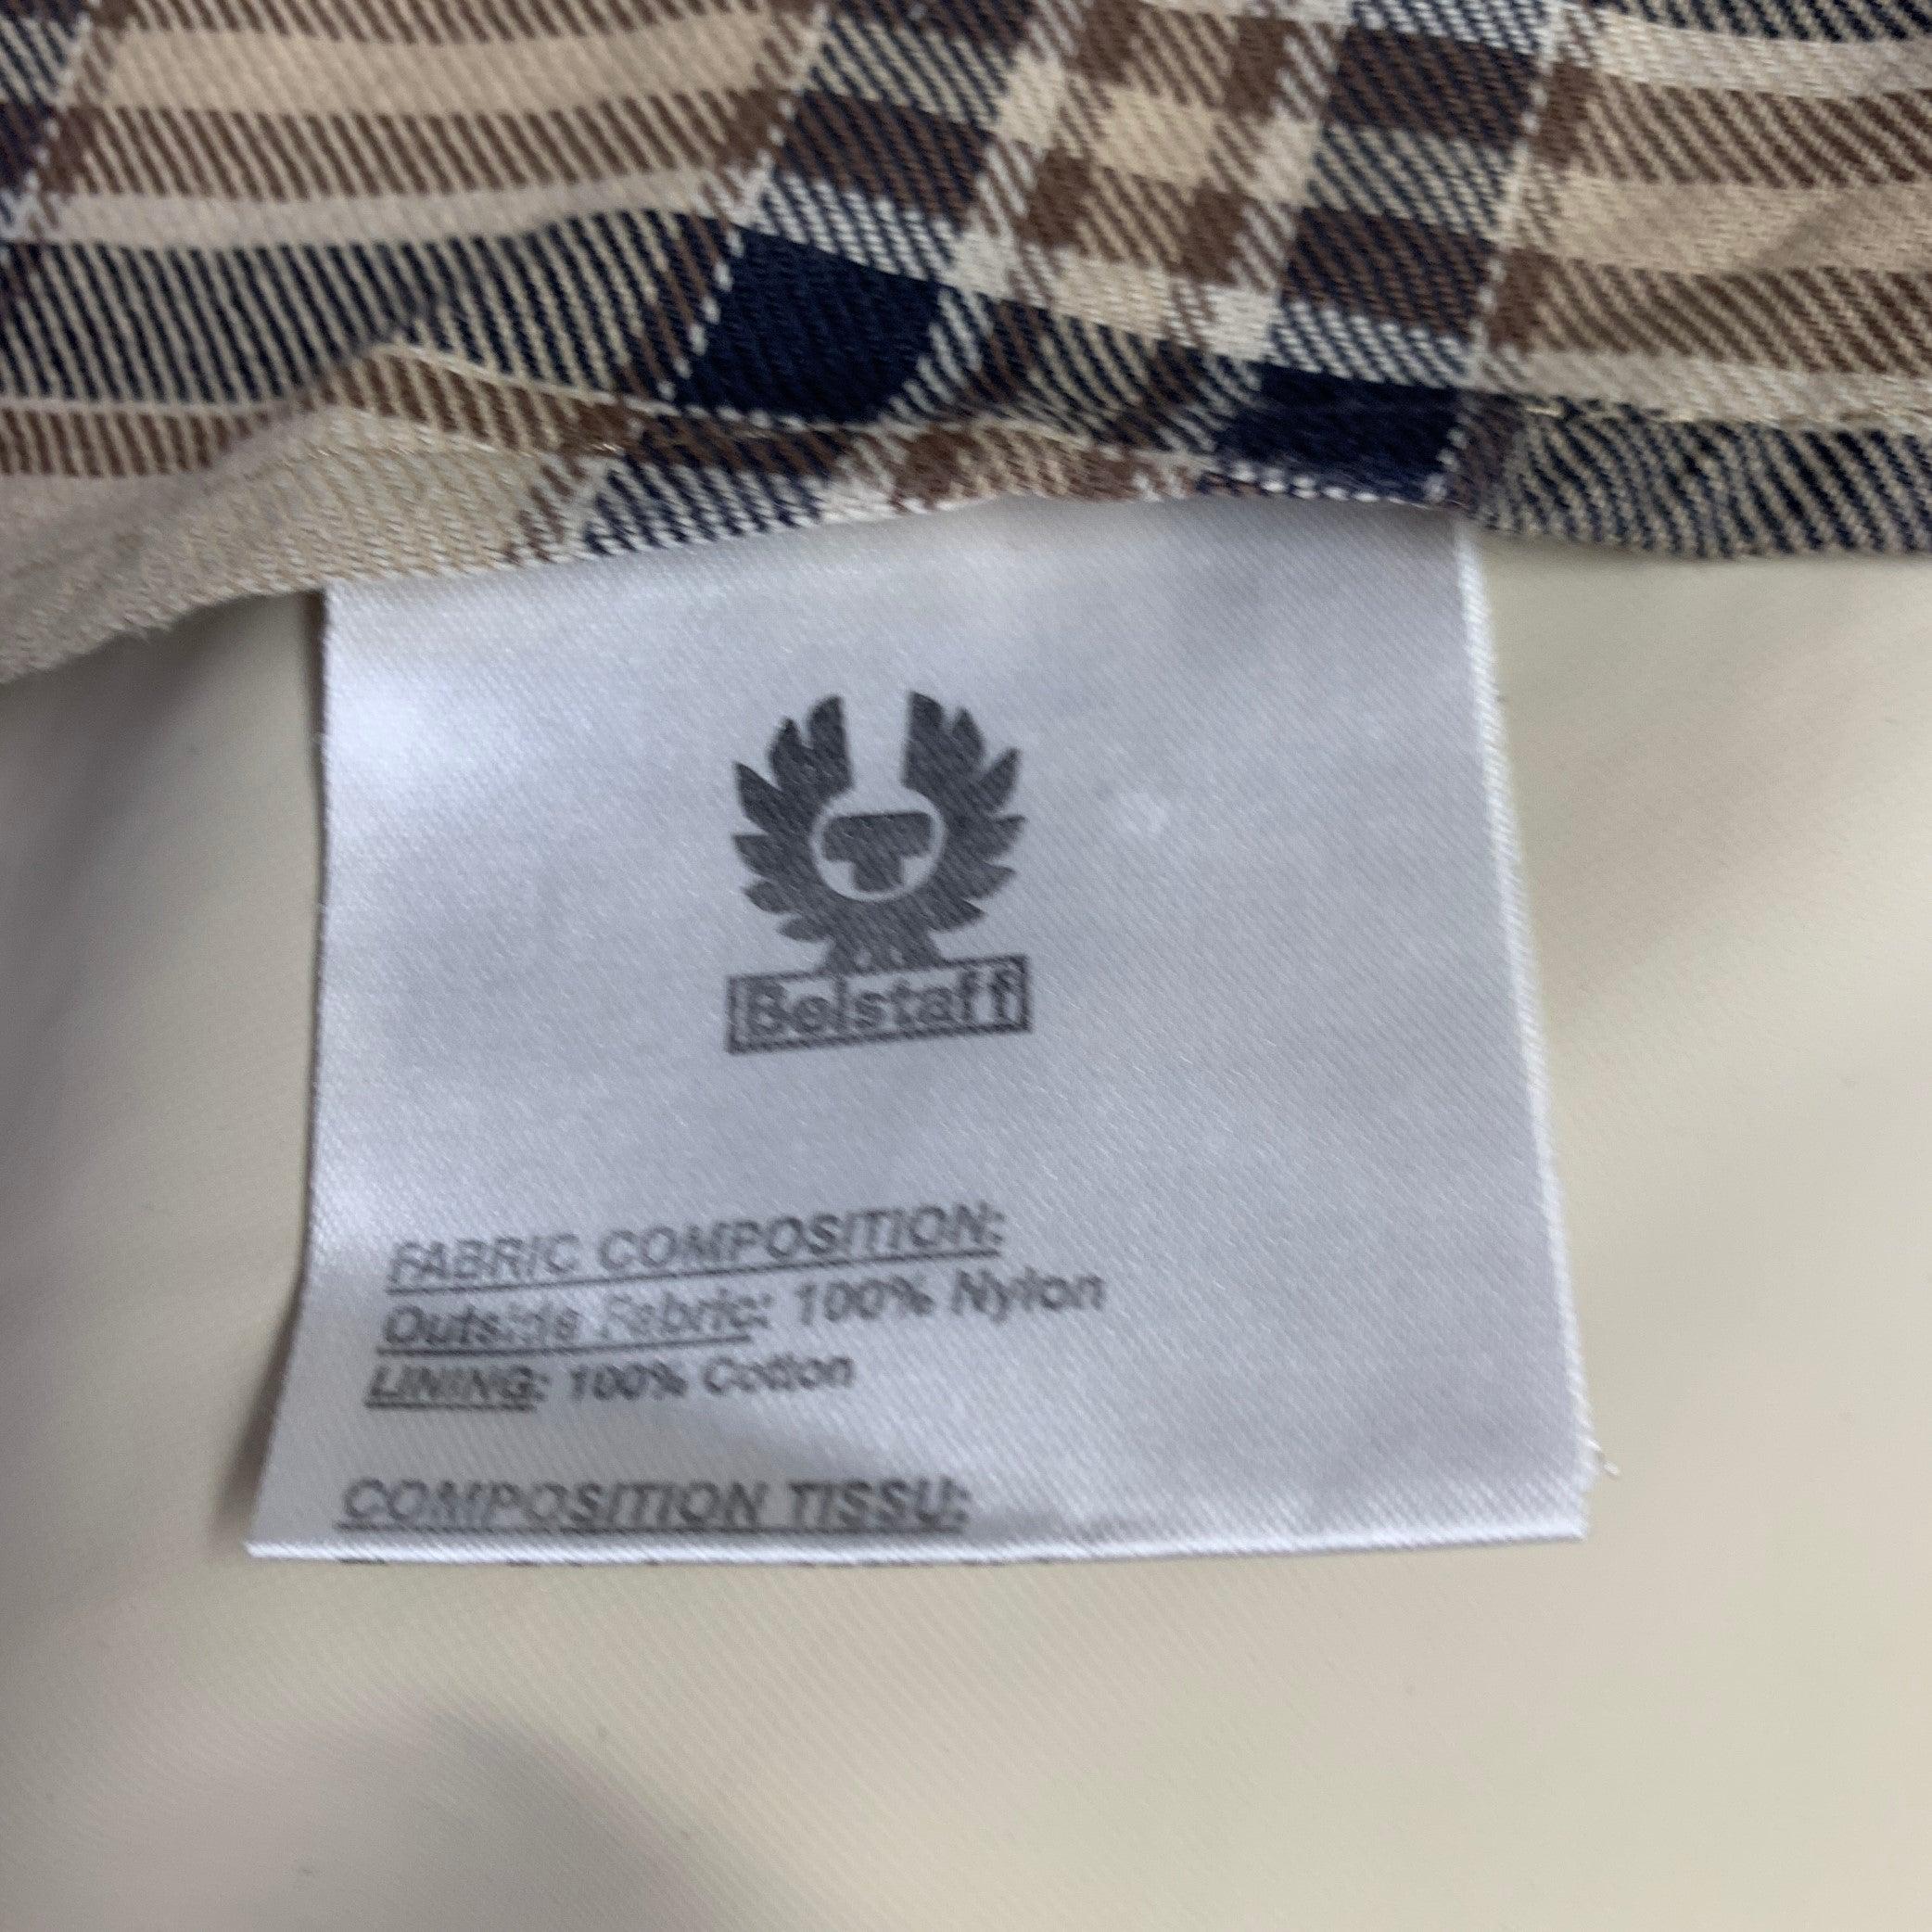 Belstaff
FABRIC COMPOSITION:
Outside Fabric: 100% Nylon
LINING: 100% Cotton
COMPOSITION TISSU: